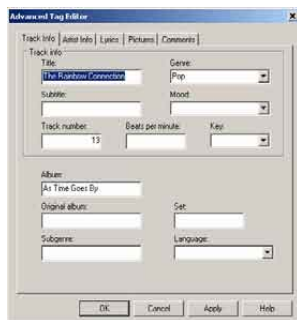 Advanced Tag Editor
Track Info Artist Info Lyrics Pictures Comments
Track info
Title: Genre:
The Rainbow Connection Pop
Subtitle: Mood:
Track number: Beats per minute: Key:
13
Album:
As Time Goes By
Original album: Set:
Subgenre: Language:
OK Cancel Apply Help